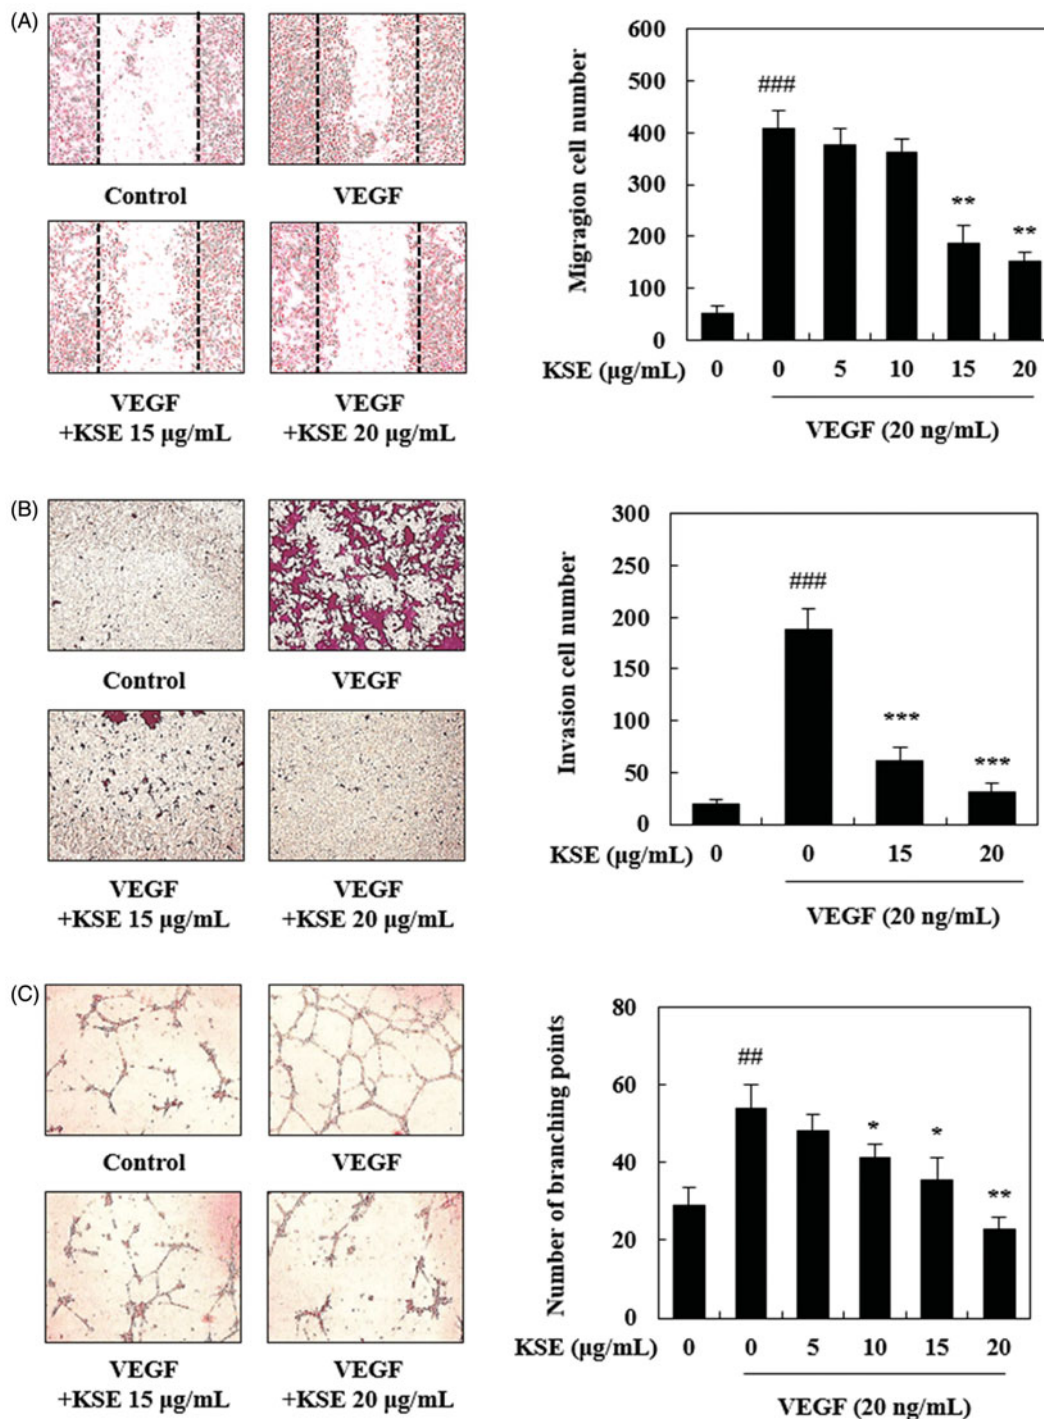 (A)
Control
VEGF
VEGF
+KSE 15 µg/mL
VEGF
+KSE 20 µg/mL
Migragion cell number
600
500
400
300
200
100
0
###
**
**
KSE (µg/mL) 0 0 5 10 15 20
VEGF (20 ng/mL)
(B)
Control
VEGF
VEGF
+KSE 15 µg/mL
VEGF
+KSE 20 µg/mL
Invasion cell number
300
250
200
150
100
50
0
###
***
***
KSE (µg/mL) 0 0 15 20
VEGF (20 ng/mL)
(C)
Control
VEGF
VEGF
+KSE 15 µg/mL
VEGF
+KSE 20 µg/mL
Number of branching points
80
60
40
20
0
##
*
*
**
KSE (µg/mL) 0 0 5 10 15 20
VEGF (20 ng/mL)